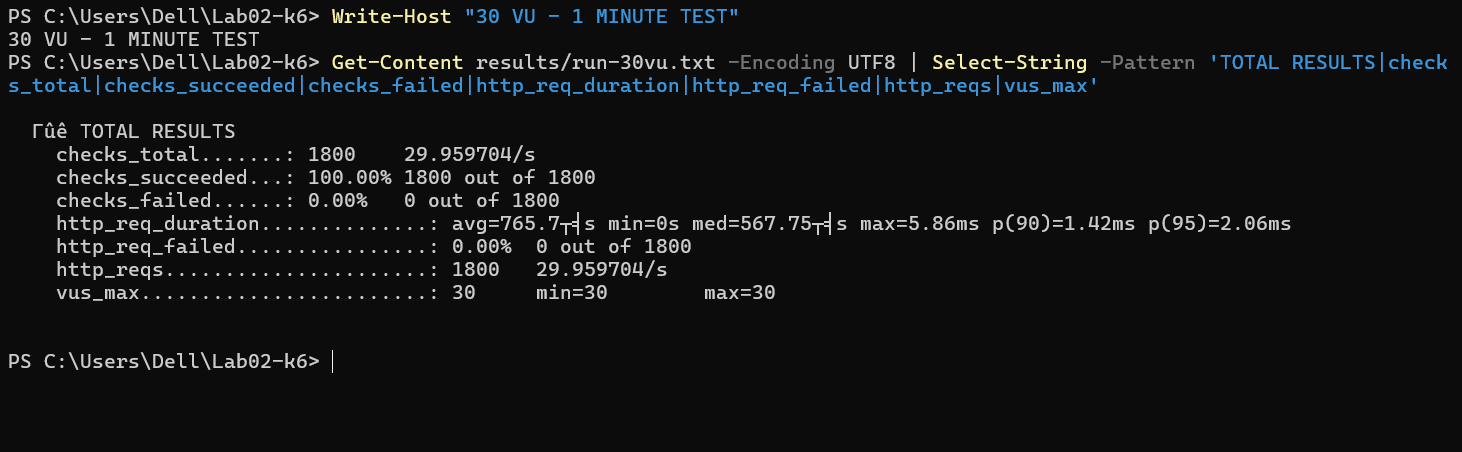 PS C:\Users\Dell\Lab02-k6> Write-Host "30 VU - 1 MINUTE TEST"
30 VU - 1 MINUTE TEST
PS C:\Users\Dell\Lab02-k6> Get-Content results/run-30vu.txt -Encoding UTF8 | Select-String -Pattern 'TOTAL RESULTS|check
s_total|checks_succeeded|checks_failed|http_req_duration|http_req_failed|http_reqs|vus_max'
Γûê TOTAL RESULTS
checks_total.......: 1800    29.959704/s
checks_succeeded...: 100.00% 1800 out of 1800
checks_failed......: 0.00%   0 out of 1800
http_req_duration..............: avg=765.7┬╡s min=0s med=567.75┬╡s max=5.86ms p(90)=1.42ms p(95)=2.06ms
http_req_failed................: 0.00%  0 out of 1800
http_reqs......................: 1800   29.959704/s
vus_max........................: 30     min=30        max=30
PS C:\Users\Dell\Lab02-k6>